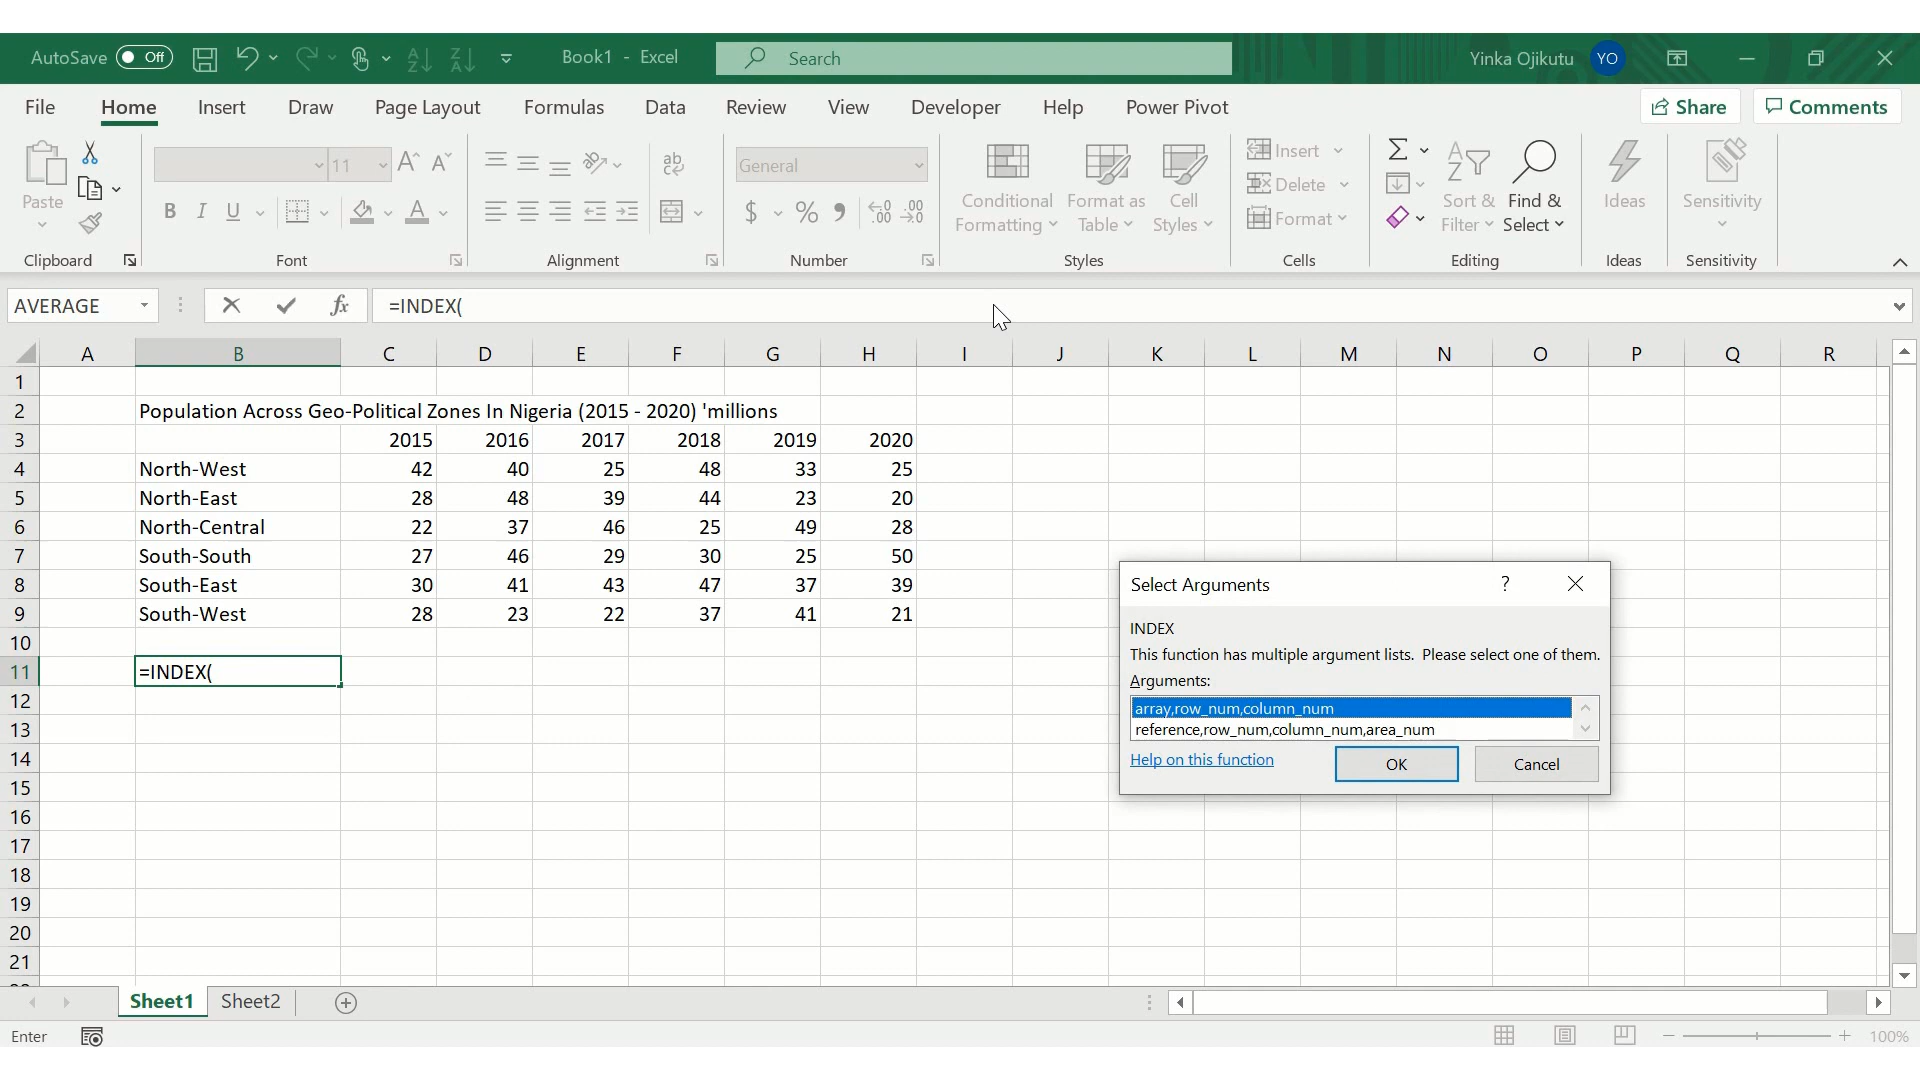 AutoSave Off Book1 - Excel Search Yinka Ojikutu YO
File Home Insert Draw Page Layout Formulas Data Review View Developer Help Power Pivot Share Comments
Paste
Clipboard
11 A A
B I U A
Font
ab
Alignment
General
$ % 9 .00
Number
Conditional Formatting
Format as Table
Cell Styles
Styles
Insert
Delete
Format
Cells
Sort & Filter
Find & Select
Editing
Ideas
Ideas
Sensitivity
Sensitivity
AVERAGE fx =INDEX(
A B C D E F G H I J K L M N O P Q R
1
2 Population Across Geo-Political Zones In Nigeria (2015 - 2020) 'millions
3 2015 2016 2017 2018 2019 2020
4 North-West 42 40 25 48 33 25
5 North-East 28 48 39 44 23 20
6 North-Central 22 37 46 25 49 28
7 South-South 27 46 29 30 25 50
8 South-East 30 41 43 47 37 39
9 South-West 28 23 22 37 41 21
10
11 =INDEX(
12
13
14
15
16
17
18
19
20
21
Select Arguments ?
INDEX
This function has multiple argument lists. Please select one of them.
Arguments:
array,row_num,column_num
reference,row_num,column_num,area_num
Help on this function OK Cancel
Sheet1 Sheet2
Enter 100%